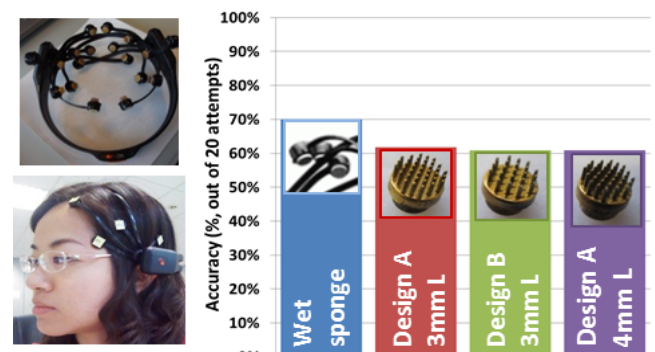 Accuracy (%, out of 20 attempts)
100%
90%
80%
70%
60%
50%
40%
30%
20%
10%
Wet
sponge
Design A
3mm L
Design B
3mm L
Design A
4mm L